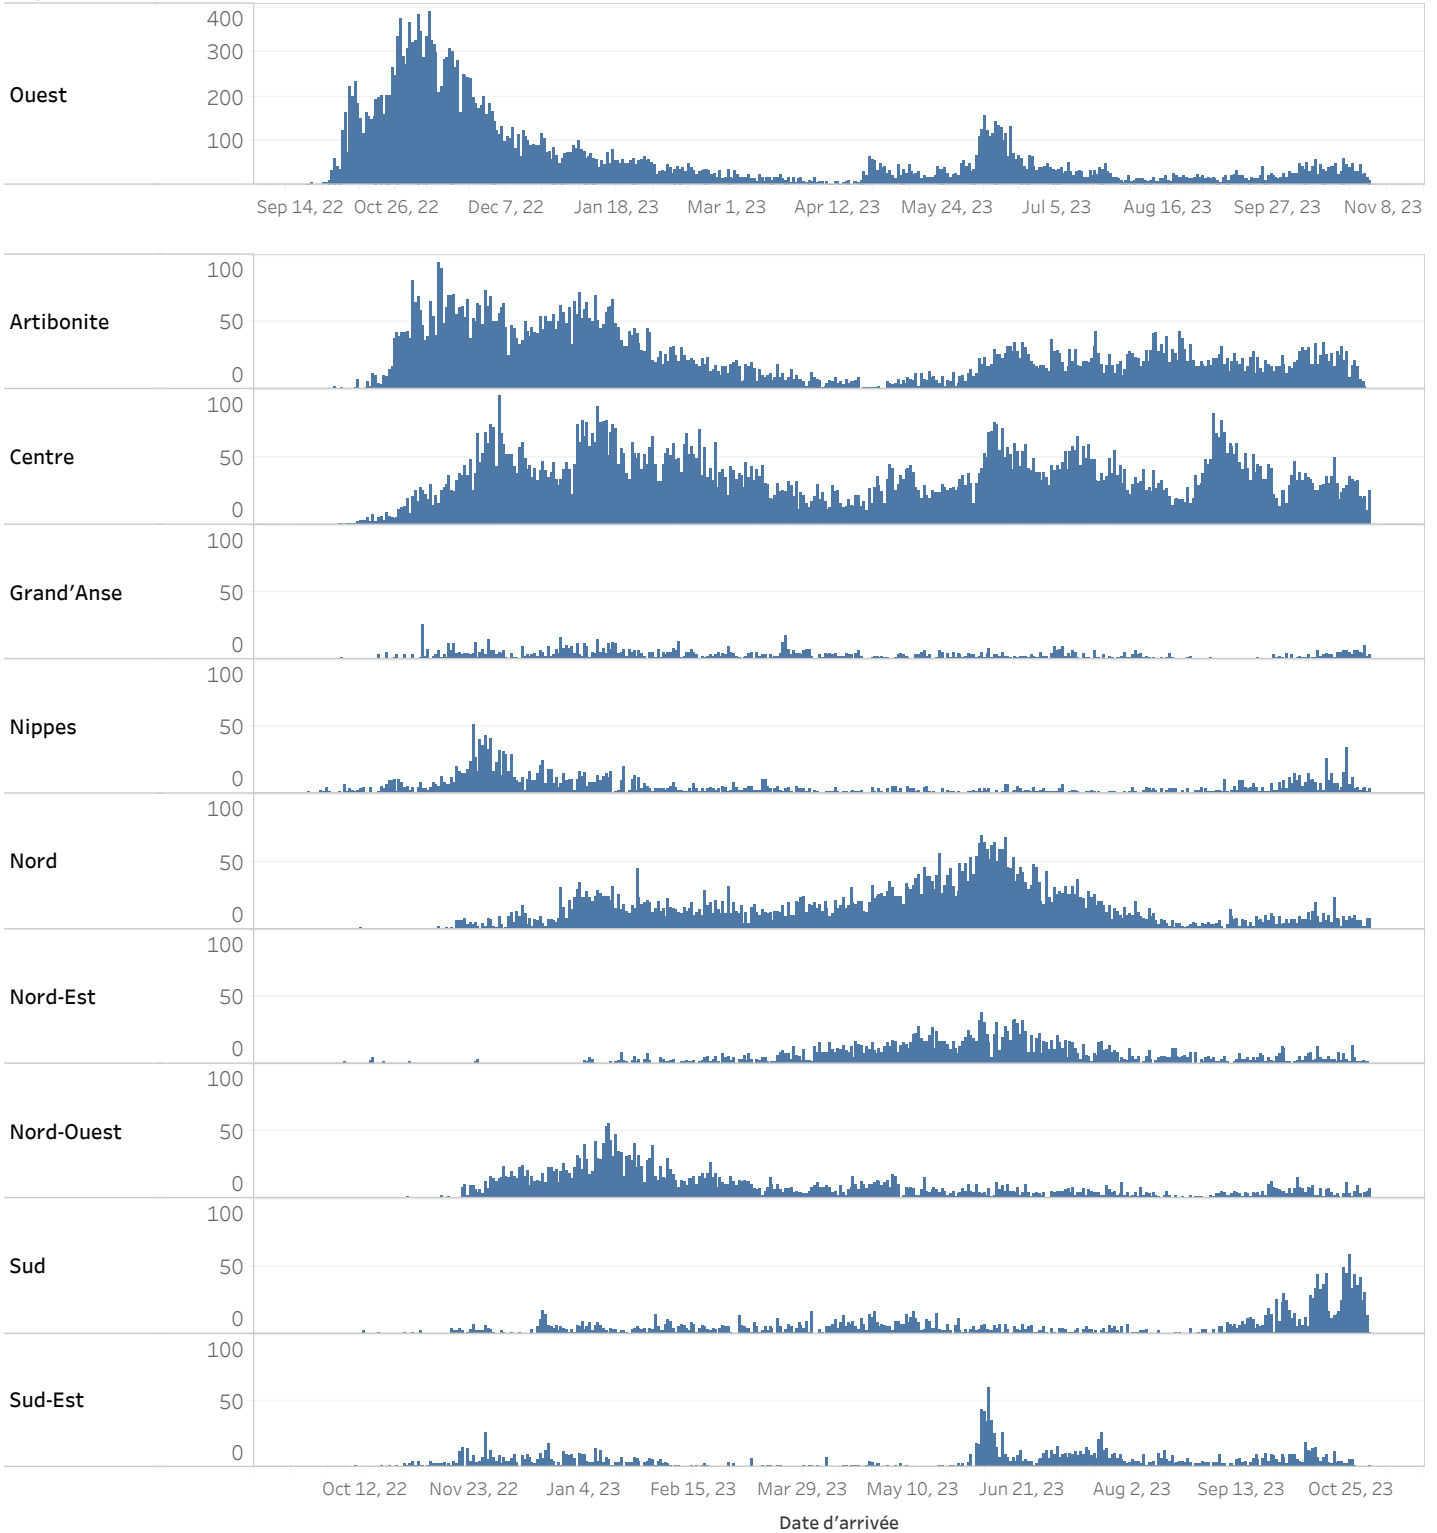 400
300
Ouest
200
100
Sep 14, 22 Oct 26, 22 Dec 7, 22 Jan 18, 23 Mar 1, 23 Apr 12, 23 May 24, 23 Jul 5, 23 Aug 16, 23 Sep 27, 23 Nov 8, 23
100
Artibonite 50
0
100
Centre 50
0
100
Grand'Anse 50
0
100
Nippes 50
0
100
Nord 50
0
100
Nord-Est 50
0
100
Nord-Ouest 50
0
100
Sud 50
0
100
Sud-Est 50
0
Oct 12, 22 Nov 23, 22 Jan 4, 23 Feb 15, 23 Mar 29, 23 May 10, 23 Jun 21, 23 Aug 2, 23 Sep 13, 23 Oct 25, 23
Date d'arrivée